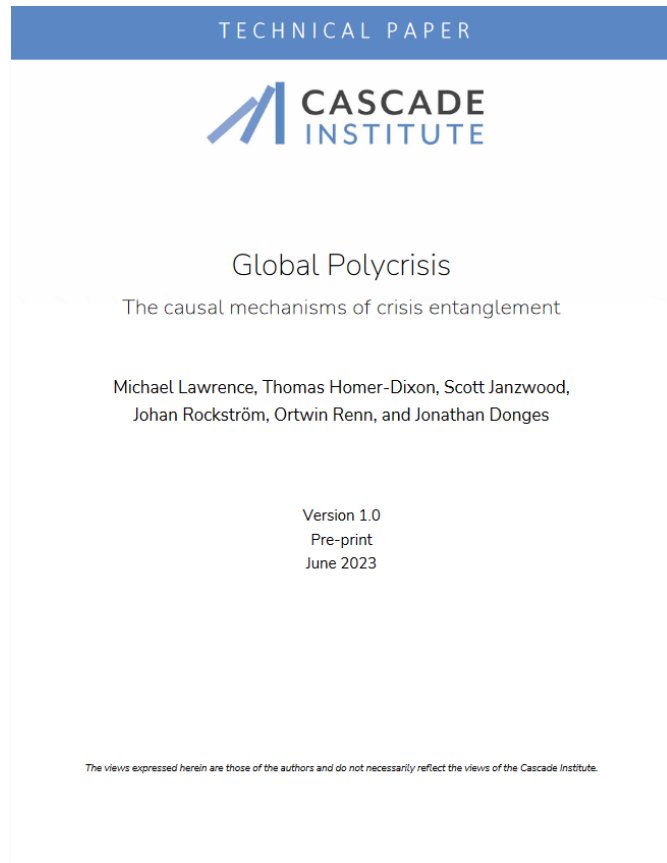 TECHNICAL PAPER
CASCADE
INSTITUTE
Global Polycrisis
The causal mechanisms of crisis entanglement
Michael Lawrence, Thomas Homer-Dixon, Scott Janzwood,
Johan Rockström, Ortwin Renn, and Jonathan Donges
Version 1.0
Pre-print
June 2023
The views expressed herein are those of the authors and do not necessarily reflect the views of the Cascade Institute.